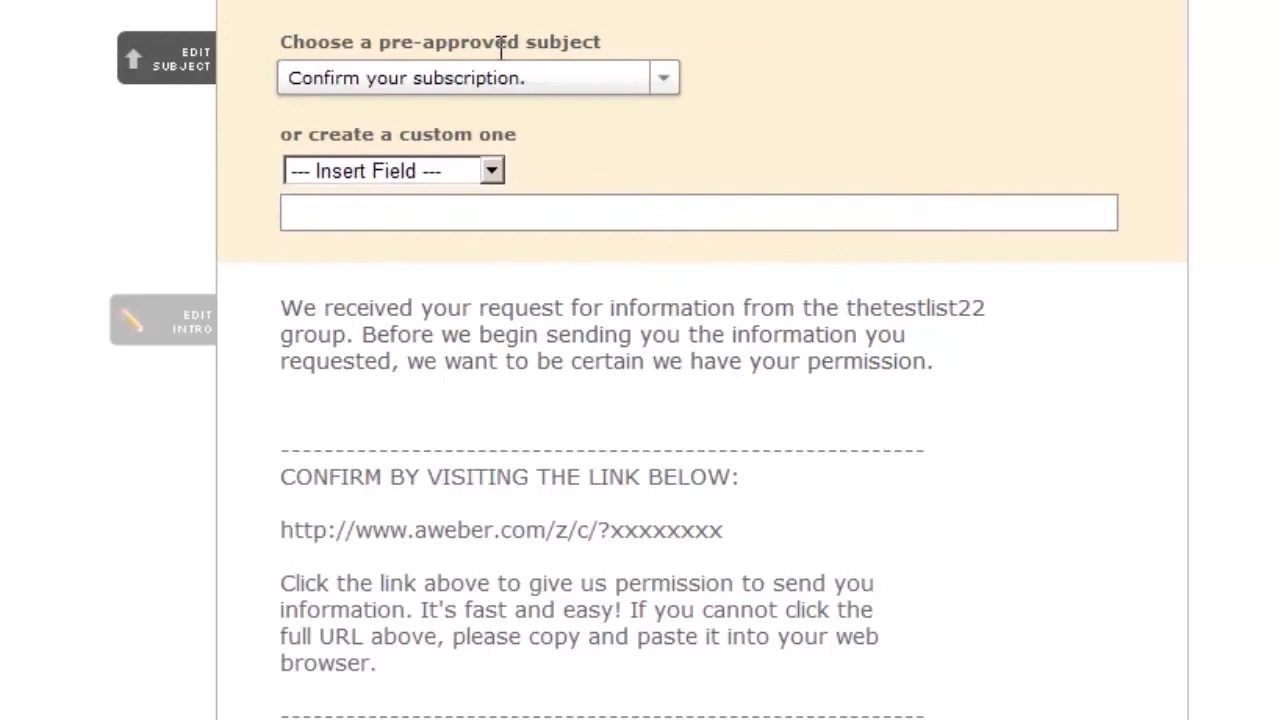 Choose a pre-approved subject
EDIT
SUBJECT
Confirm your subscription.
or create a custom one
--- Insert Field ---
EDIT
INTRO
We received your request for information from the thetestlist22
group. Before we begin sending you the information you
requested, we want to be certain we have your permission.
------------------------------------------------------------
CONFIRM BY VISITING THE LINK BELOW:
http://www.aweber.com/z/c/?xxxxxxxx
Click the link above to give us permission to send you
information. It's fast and easy! If you cannot click the
full URL above, please copy and paste it into your web
browser.
------------------------------------------------------------